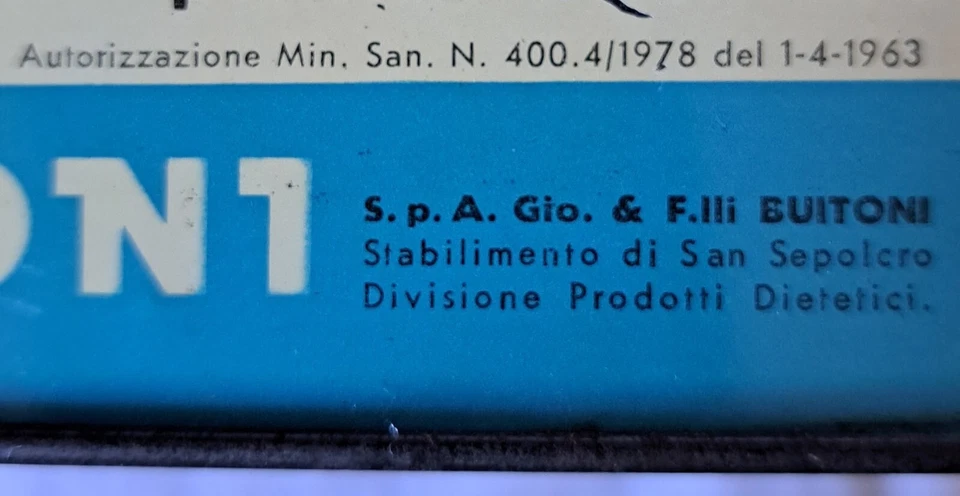 Autorizzazione Min. San. N. 400.4/1978 del 1-4-1963
ONI
S.p.A. Gio. & F.lli BUITONI
Stabilimento di San Sepolcro
Divisione Prodotti Dietetici.